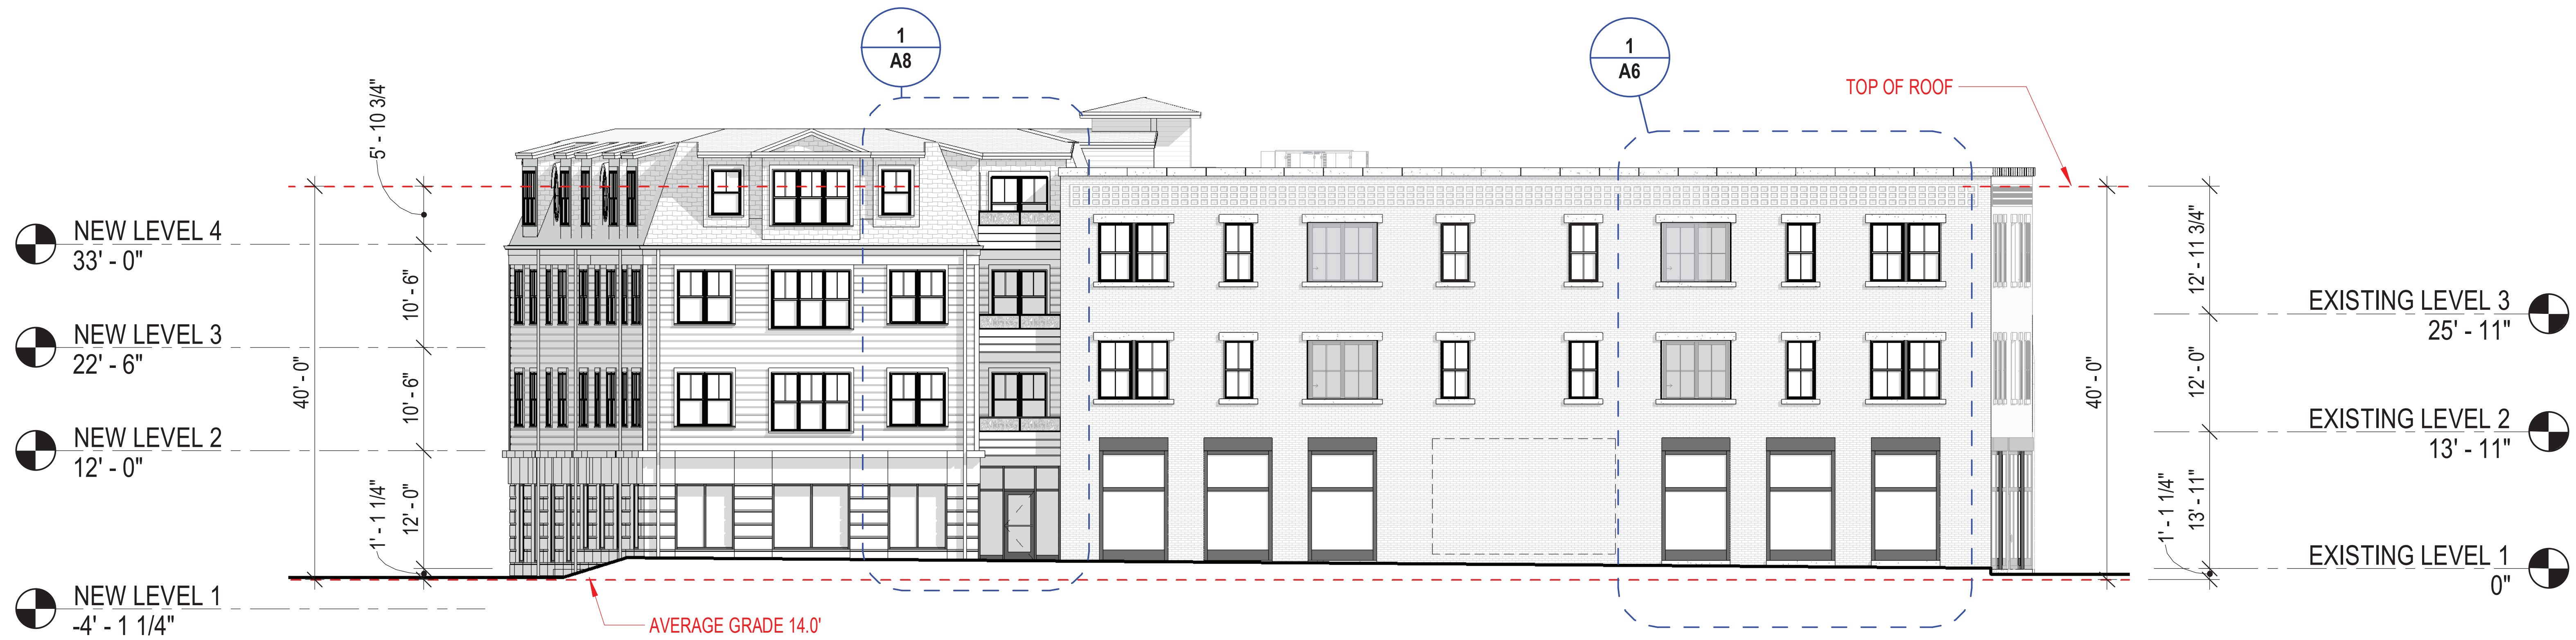 1
A8
1
A6
TOP OF ROOF
5' - 10 3/4"
NEW LEVEL 4
33' - 0"
10' - 6"
NEW LEVEL 3
22' - 6"
40' - 0"
10' - 6"
NEW LEVEL 2
12' - 0"
12' - 0"
1' - 1 1/4"
NEW LEVEL 1
-4' - 1 1/4"
AVERAGE GRADE 14.0'
12' - 11 3/4"
EXISTING LEVEL 3
25' - 11"
40' - 0"
12' - 0"
EXISTING LEVEL 2
13' - 11"
13' - 11"
1' - 1 1/4"
EXISTING LEVEL 1
0"